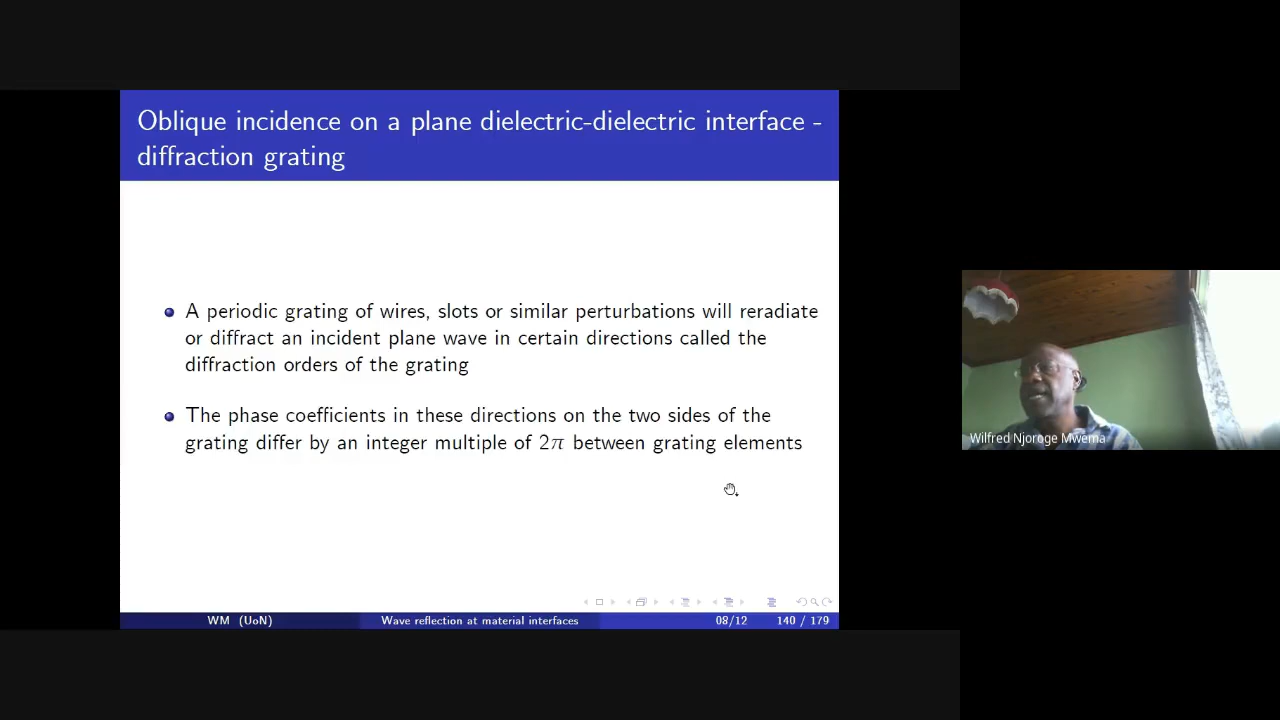 Oblique incidence on a plane dielectric-dielectric interface -
diffraction grating
A periodic grating of wires, slots or similar perturbations will reradiate
or diffract an incident plane wave in certain directions called the
diffraction orders of the grating
The phase coefficients in these directions on the two sides of the
grating differ by an integer multiple of 2π between grating elements
WM (UoN)
Wave reflection at material interfaces
08/12
140 / 179
Wilfred Njoroge Mwema